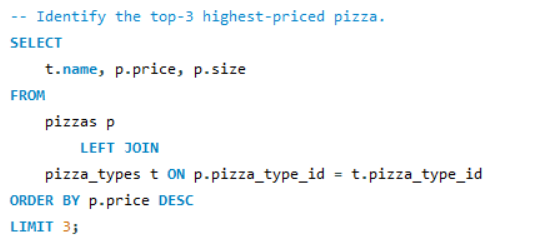 -- Identify the top-3 highest-priced pizza.
SELECT
t.name, p.price, p.size
FROM
pizzas p
LEFT JOIN
pizza_types t ON p.pizza_type_id = t.pizza_type_id
ORDER BY p.price DESC
LIMIT 3;